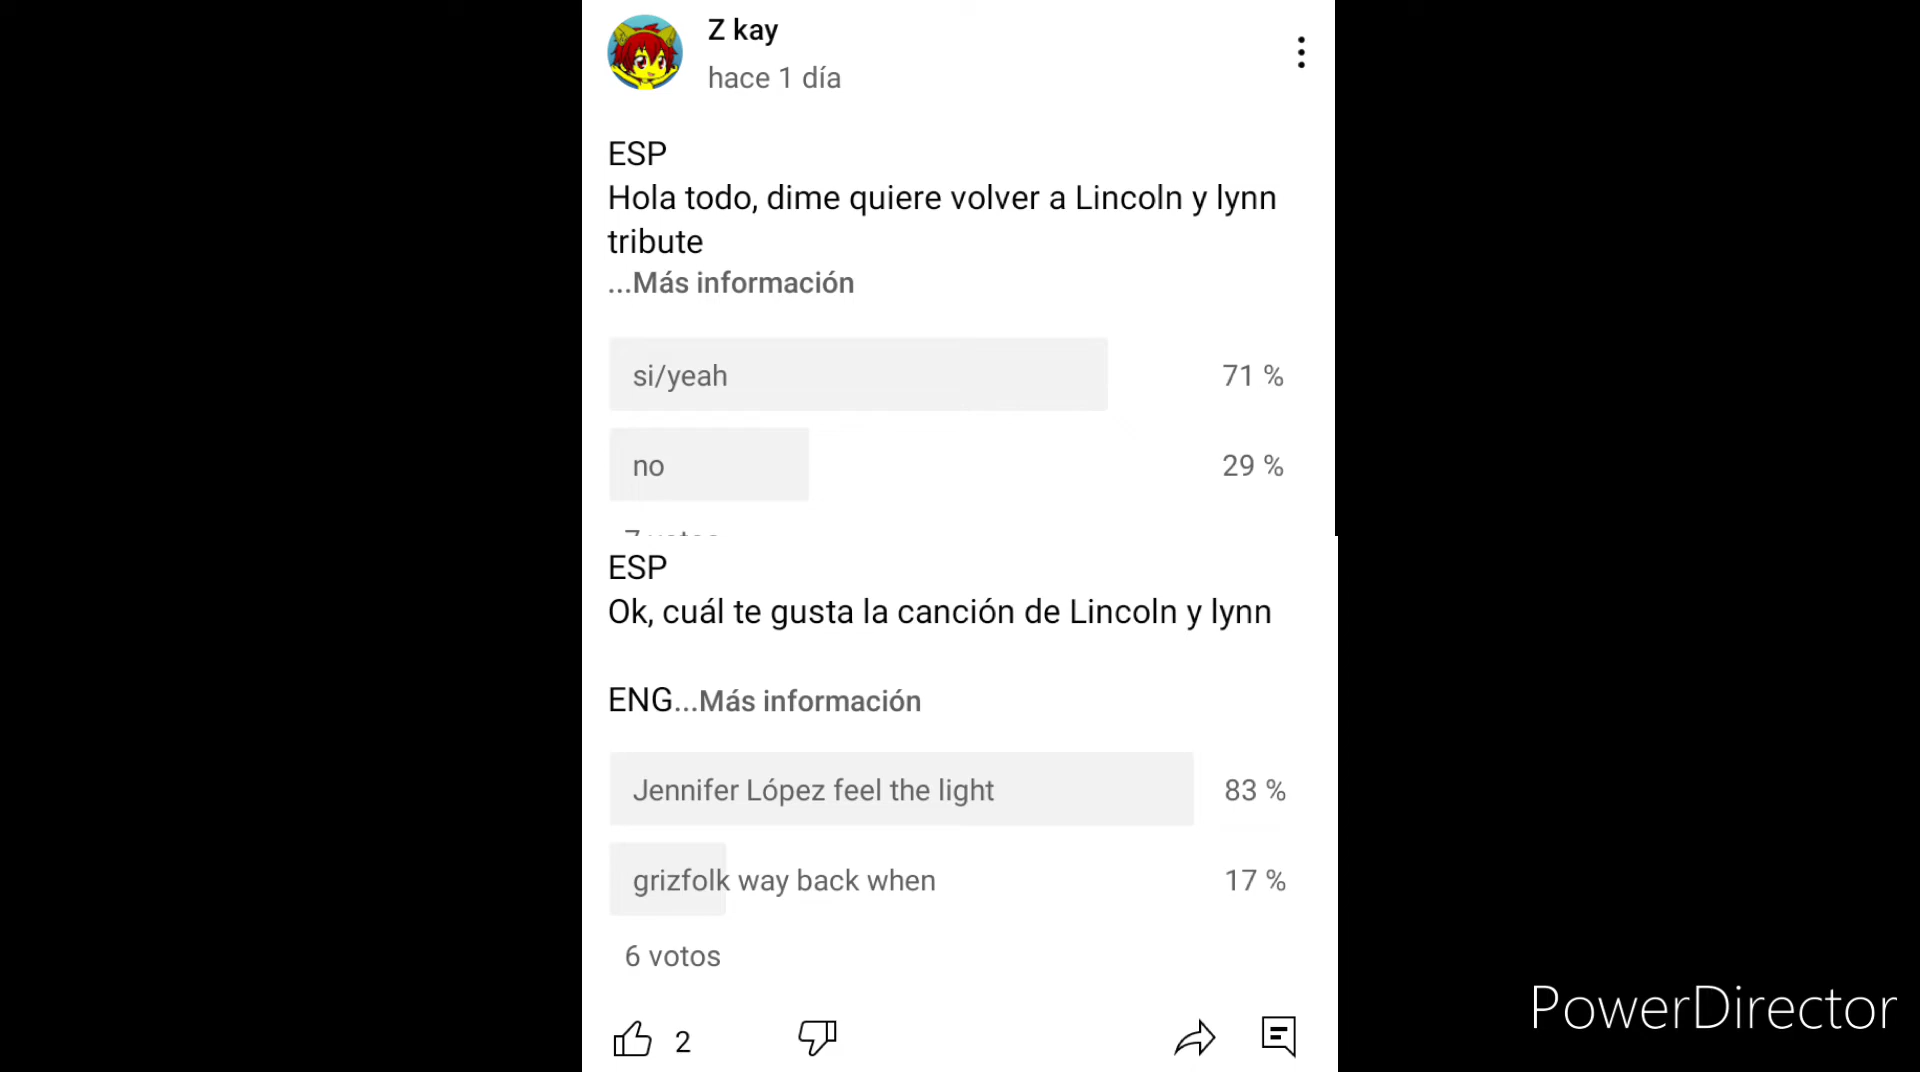 Z kay
hace 1 día
ESP
Hola todo, dime quiere volver a Lincoln y lynn
tribute
...Más información
si/yeah 71 %
no 29 %
7 votos
ESP
Ok, cuál te gusta la canción de Lincoln y lynn
ENG...Más información
Jennifer López feel the light 83 %
grizfolk way back when 17 %
6 votos
2
PowerDirector